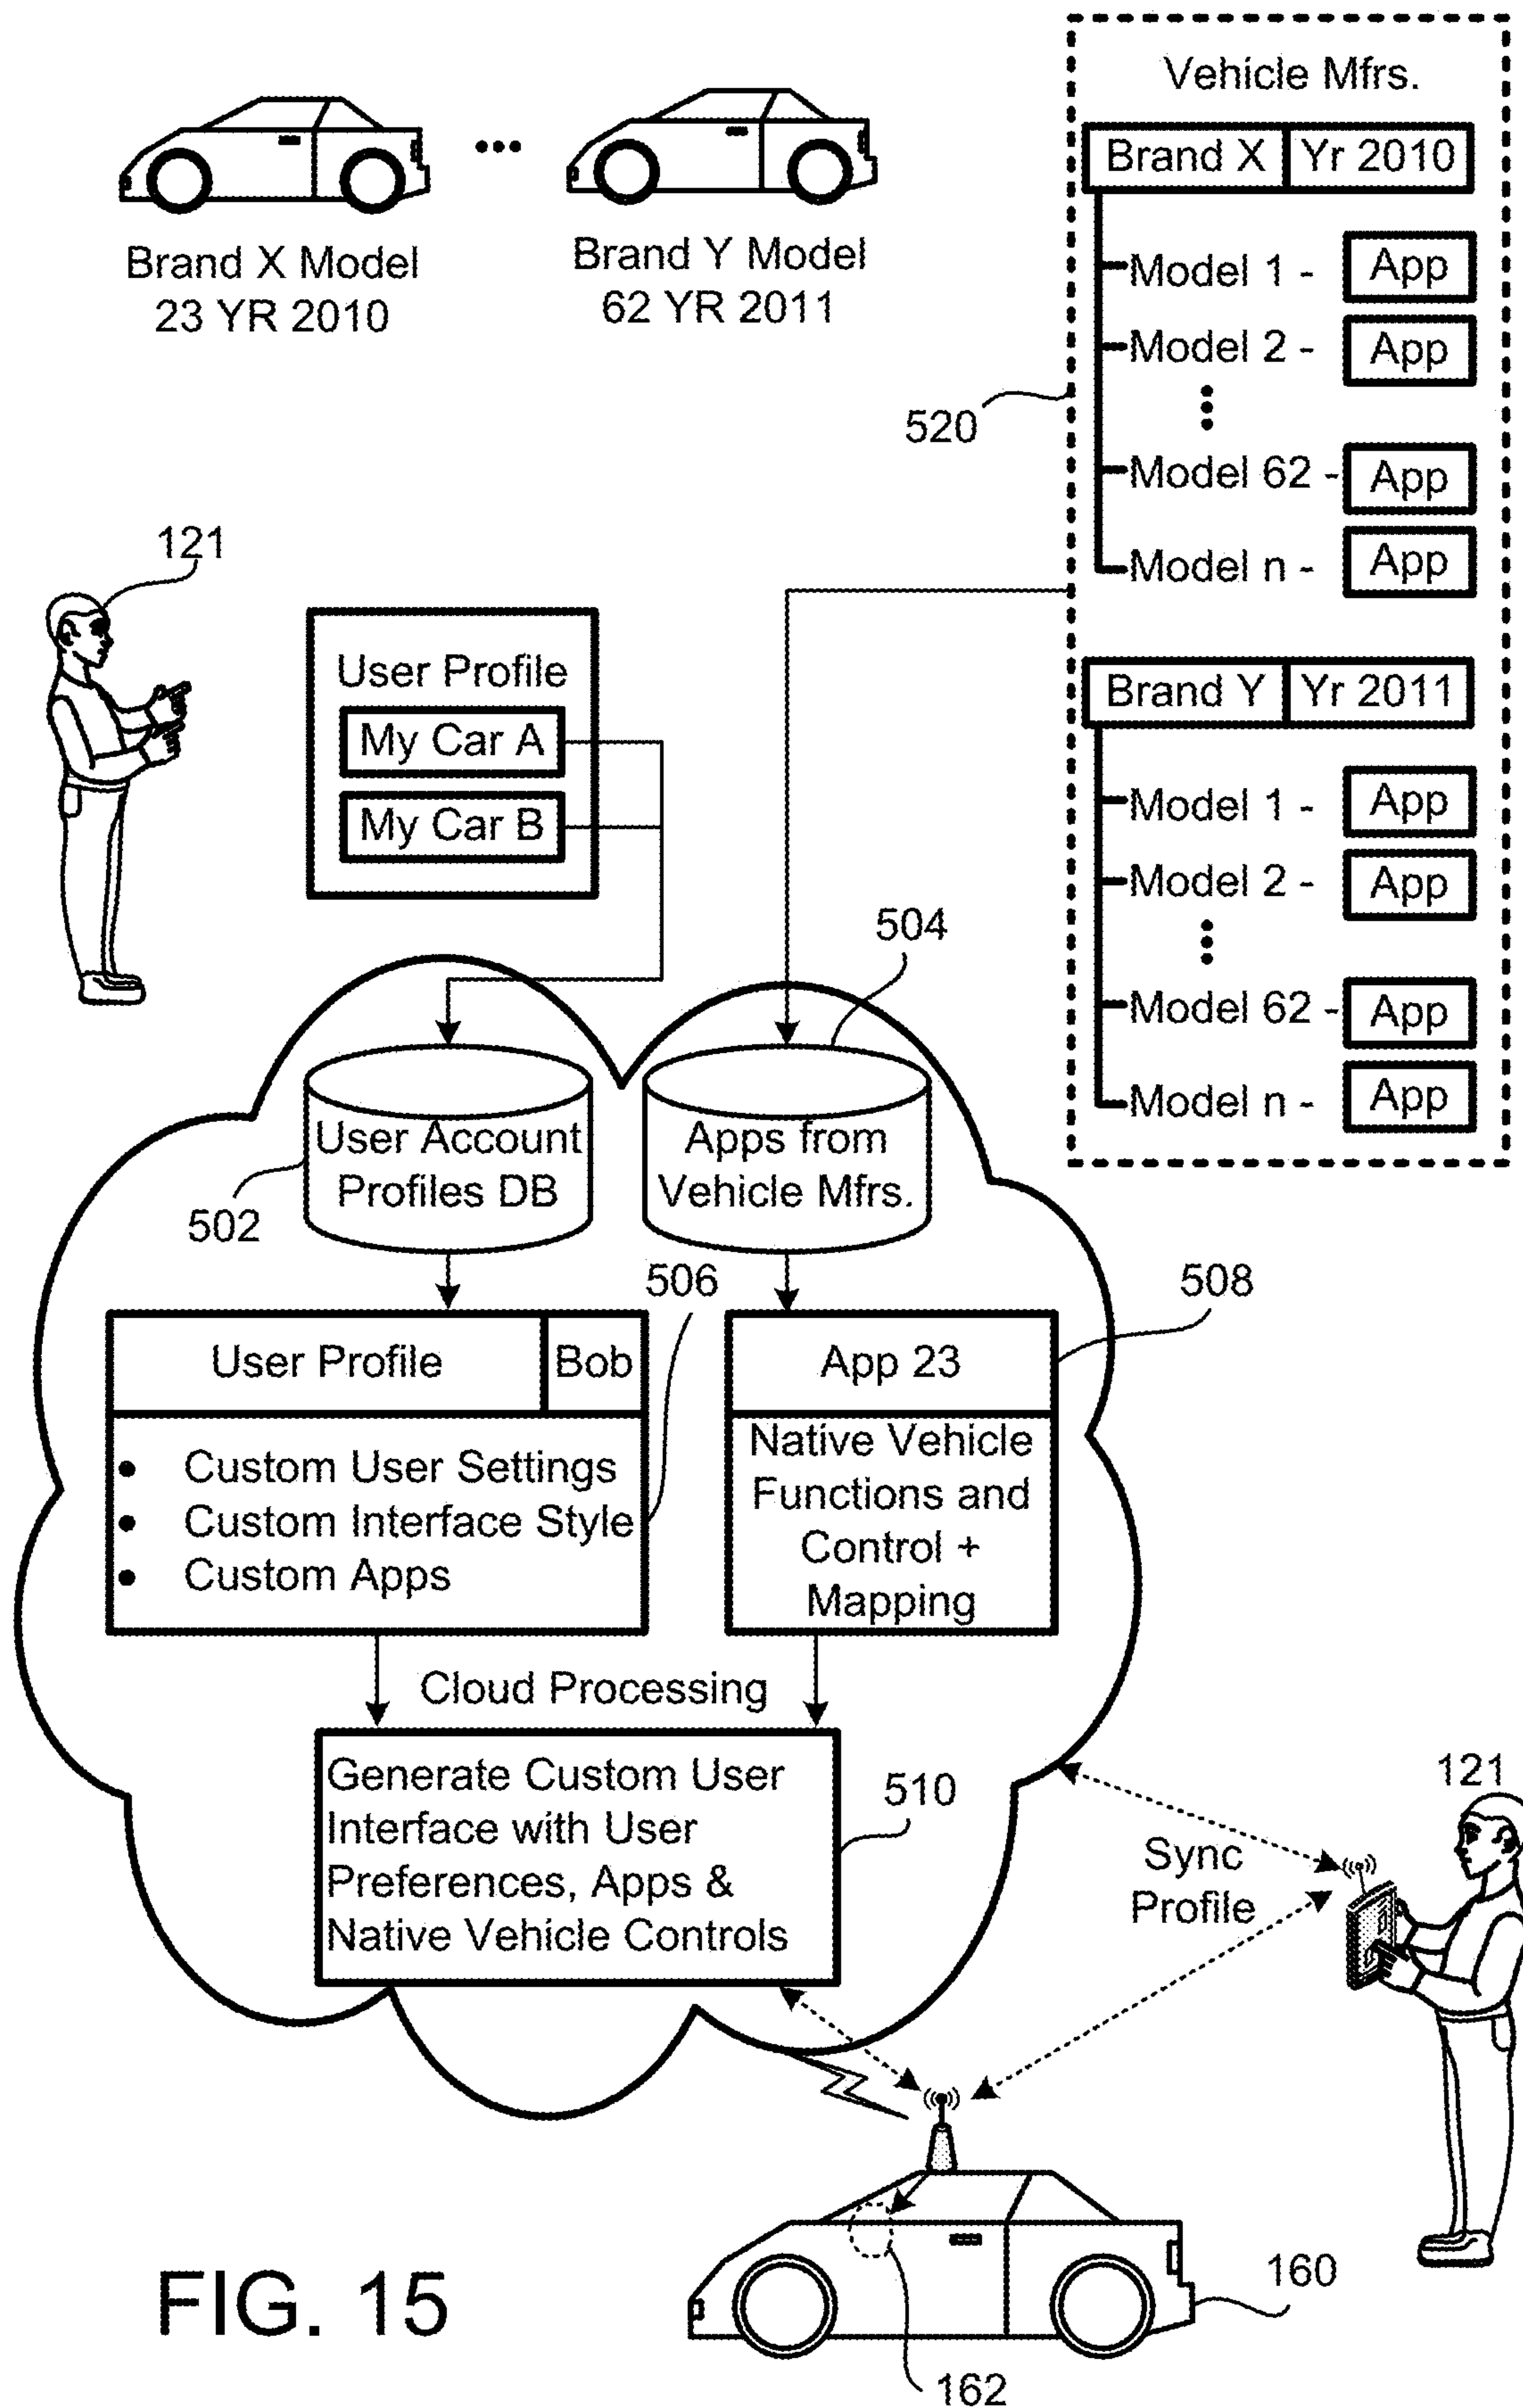 Vehicle Mfrs.
Brand X Yr 2010
Model 1 - App
Model 2 - App
Model 62 - App
Model n - App
Brand Y Yr 2011
Model 1 - App
Model 2 - App
Model 62 - App
Model n - App
520
Brand X Model
23 YR 2010
Brand Y Model
62 YR 2011
121
User Profile
My Car A
My Car B
504
User Account
Profiles DB
502
Apps from
Vehicle Mfrs.
506
508
User Profile Bob
• Custom User Settings
• Custom Interface Style
• Custom Apps
App 23
Native Vehicle
Functions and
Control +
Mapping
Cloud Processing
Generate Custom User
Interface with User
Preferences, Apps &
Native Vehicle Controls
510
121
Sync
Profile
160
162
FIG. 15